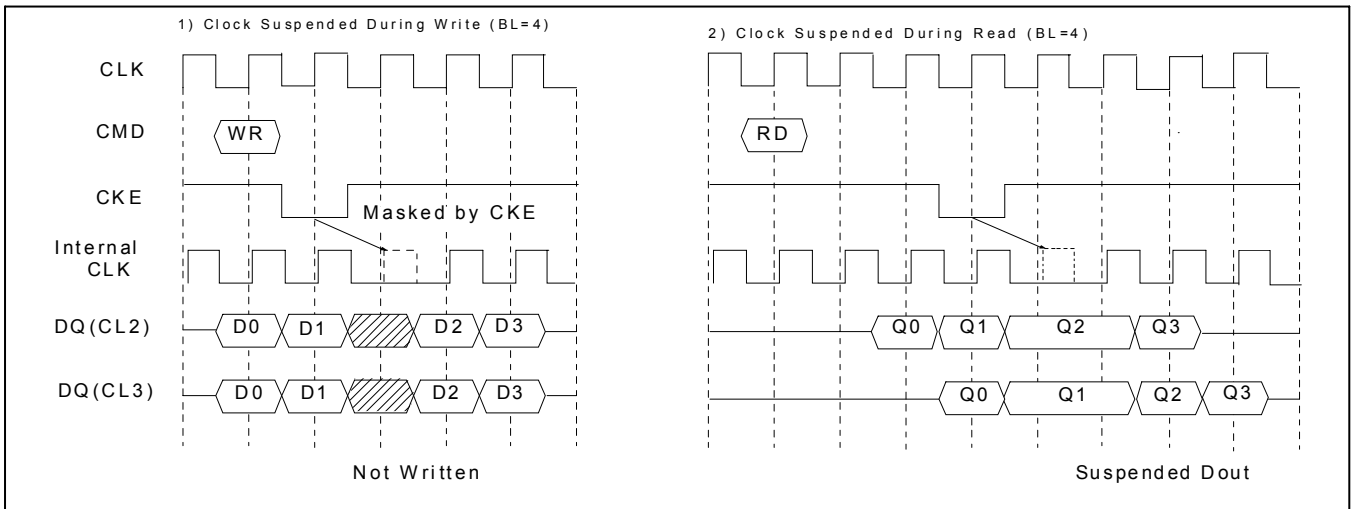 1) Clock Suspended During Write (BL=4)
2) Clock Suspended During Read (BL=4)
CLK
CMD
WR
RD
CKE
Masked by CKE
Internal
CLK
DQ(CL2)
D0
D1
D2
D3
Q0
Q1
Q2
Q3
DQ(CL3)
D0
D1
D2
D3
Q0
Q1
Q2
Q3
Not Written
Suspended Dout